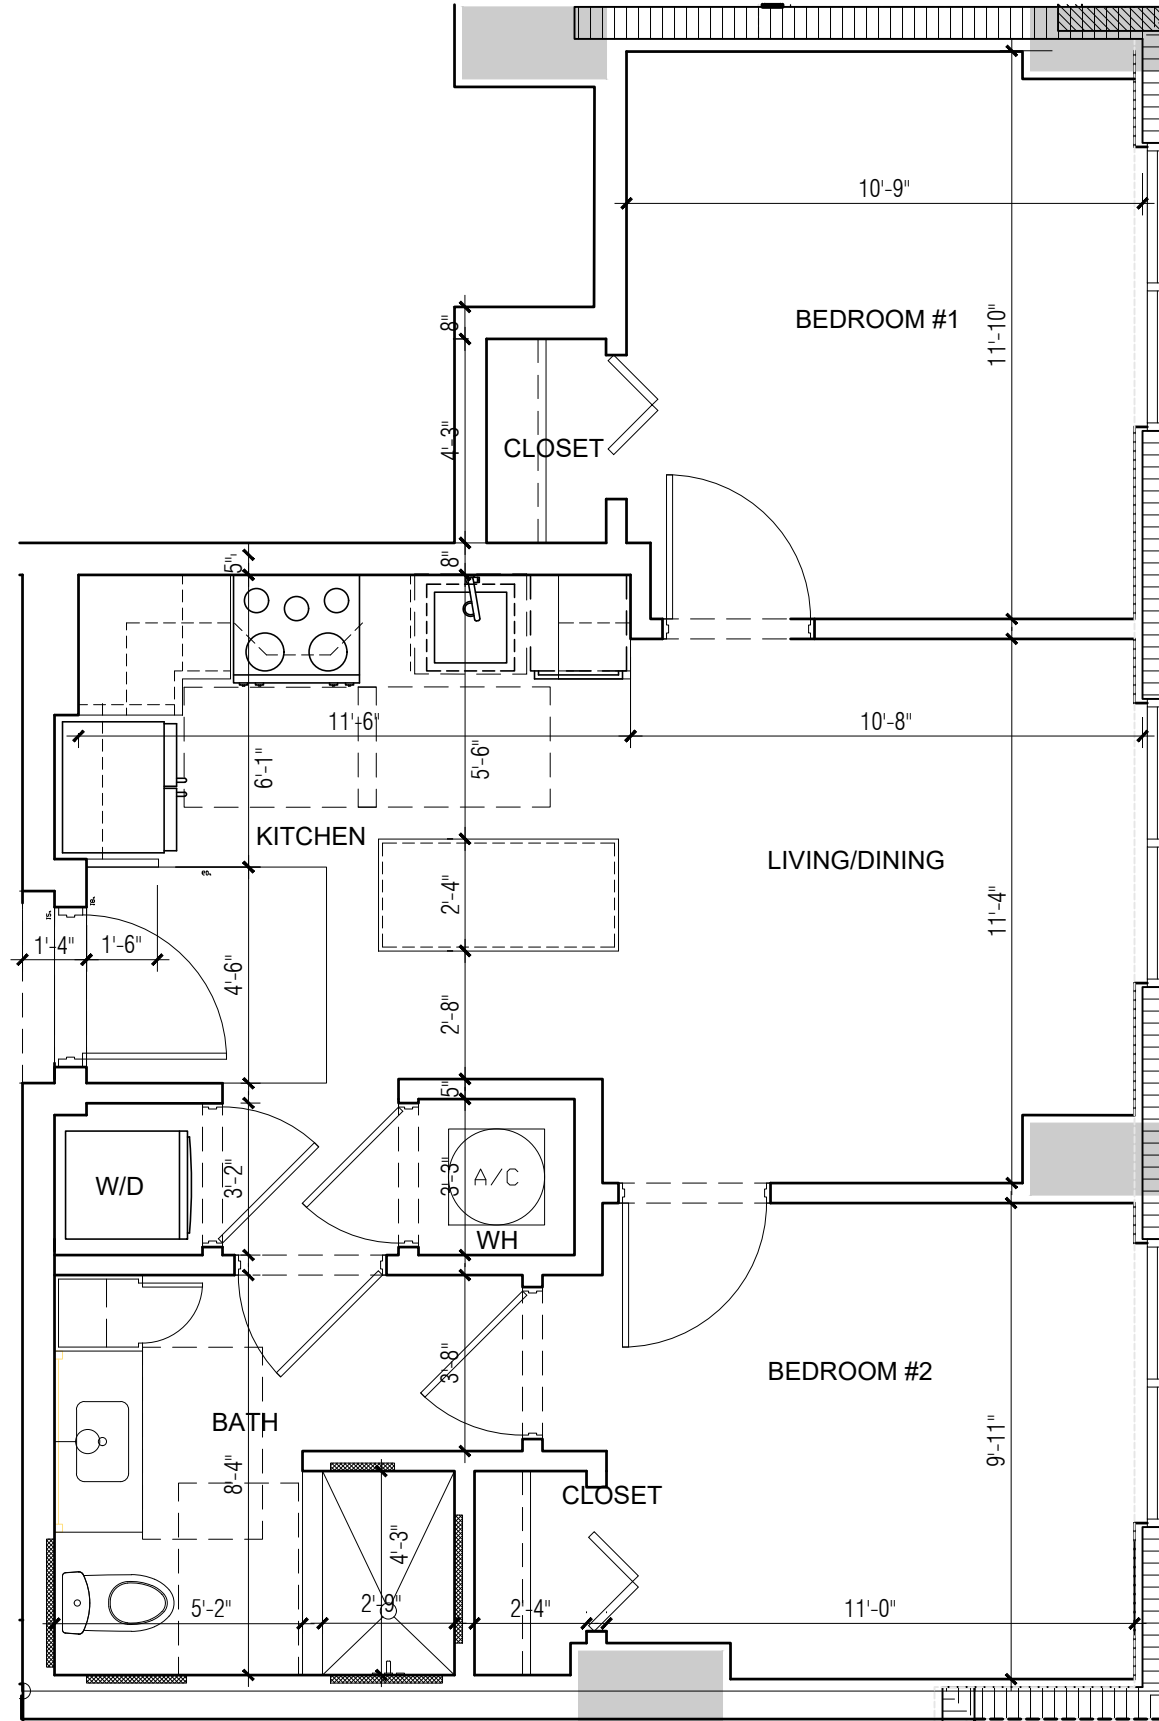 10'-9"
BEDROOM #1
8"
11'-10"
4'-3"
CLOSET
5"
8"
11'-6"
10'-8"
6'-1"
5'-6"
KITCHEN
LIVING/DINING
2'-4"
11'-4"
1'-4"
1'-6"
4'-6"
2'-8"
5"
W/D
3'-2"
3'-3"
A/C
WH
3'-8"
BEDROOM #2
BATH
9'-11"
8'-4"
CLOSET
4'-3"
5'-2"
2'-9"
2'-4"
11'-0"